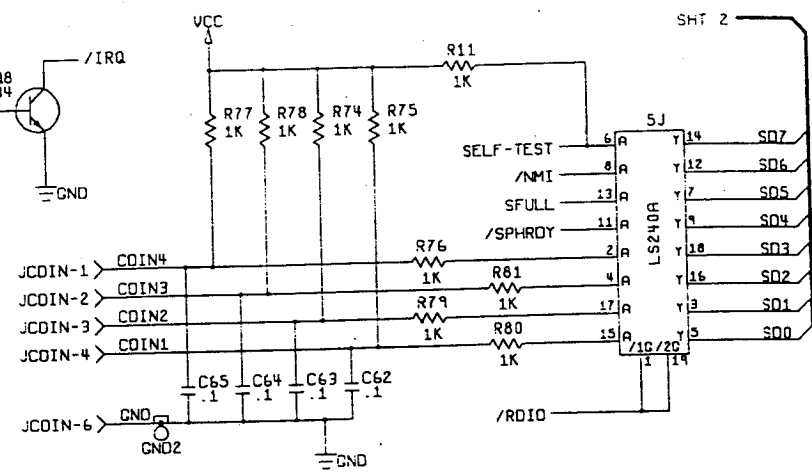 VCC
SHT 2
/IRQ
R11
1K
R77
1K
R78
1K
R74
1K
R75
1K
5J
GND
SELF-TEST 6 A Y 14 SD7
/NMI 8 A Y 12 SD6
SFULL 13 A Y 7 SD5
/SPHRDY 11 A Y 9 SD4
LS240A
JCOIN-1 COIN4 R76 1K 2 A Y 18 SD3
JCOIN-2 COIN3 R81 1K 4 A Y 16 SD2
JCOIN-3 COIN2 R79 1K 17 A Y 3 SD1
JCOIN-4 COIN1 R80 1K 15 A Y 5 SD0
/1G /2G
1 19
C65
.1
C64
.1
C63
.1
C62
.1
/RDIO
JCOIN-6 GND
GND2
GND